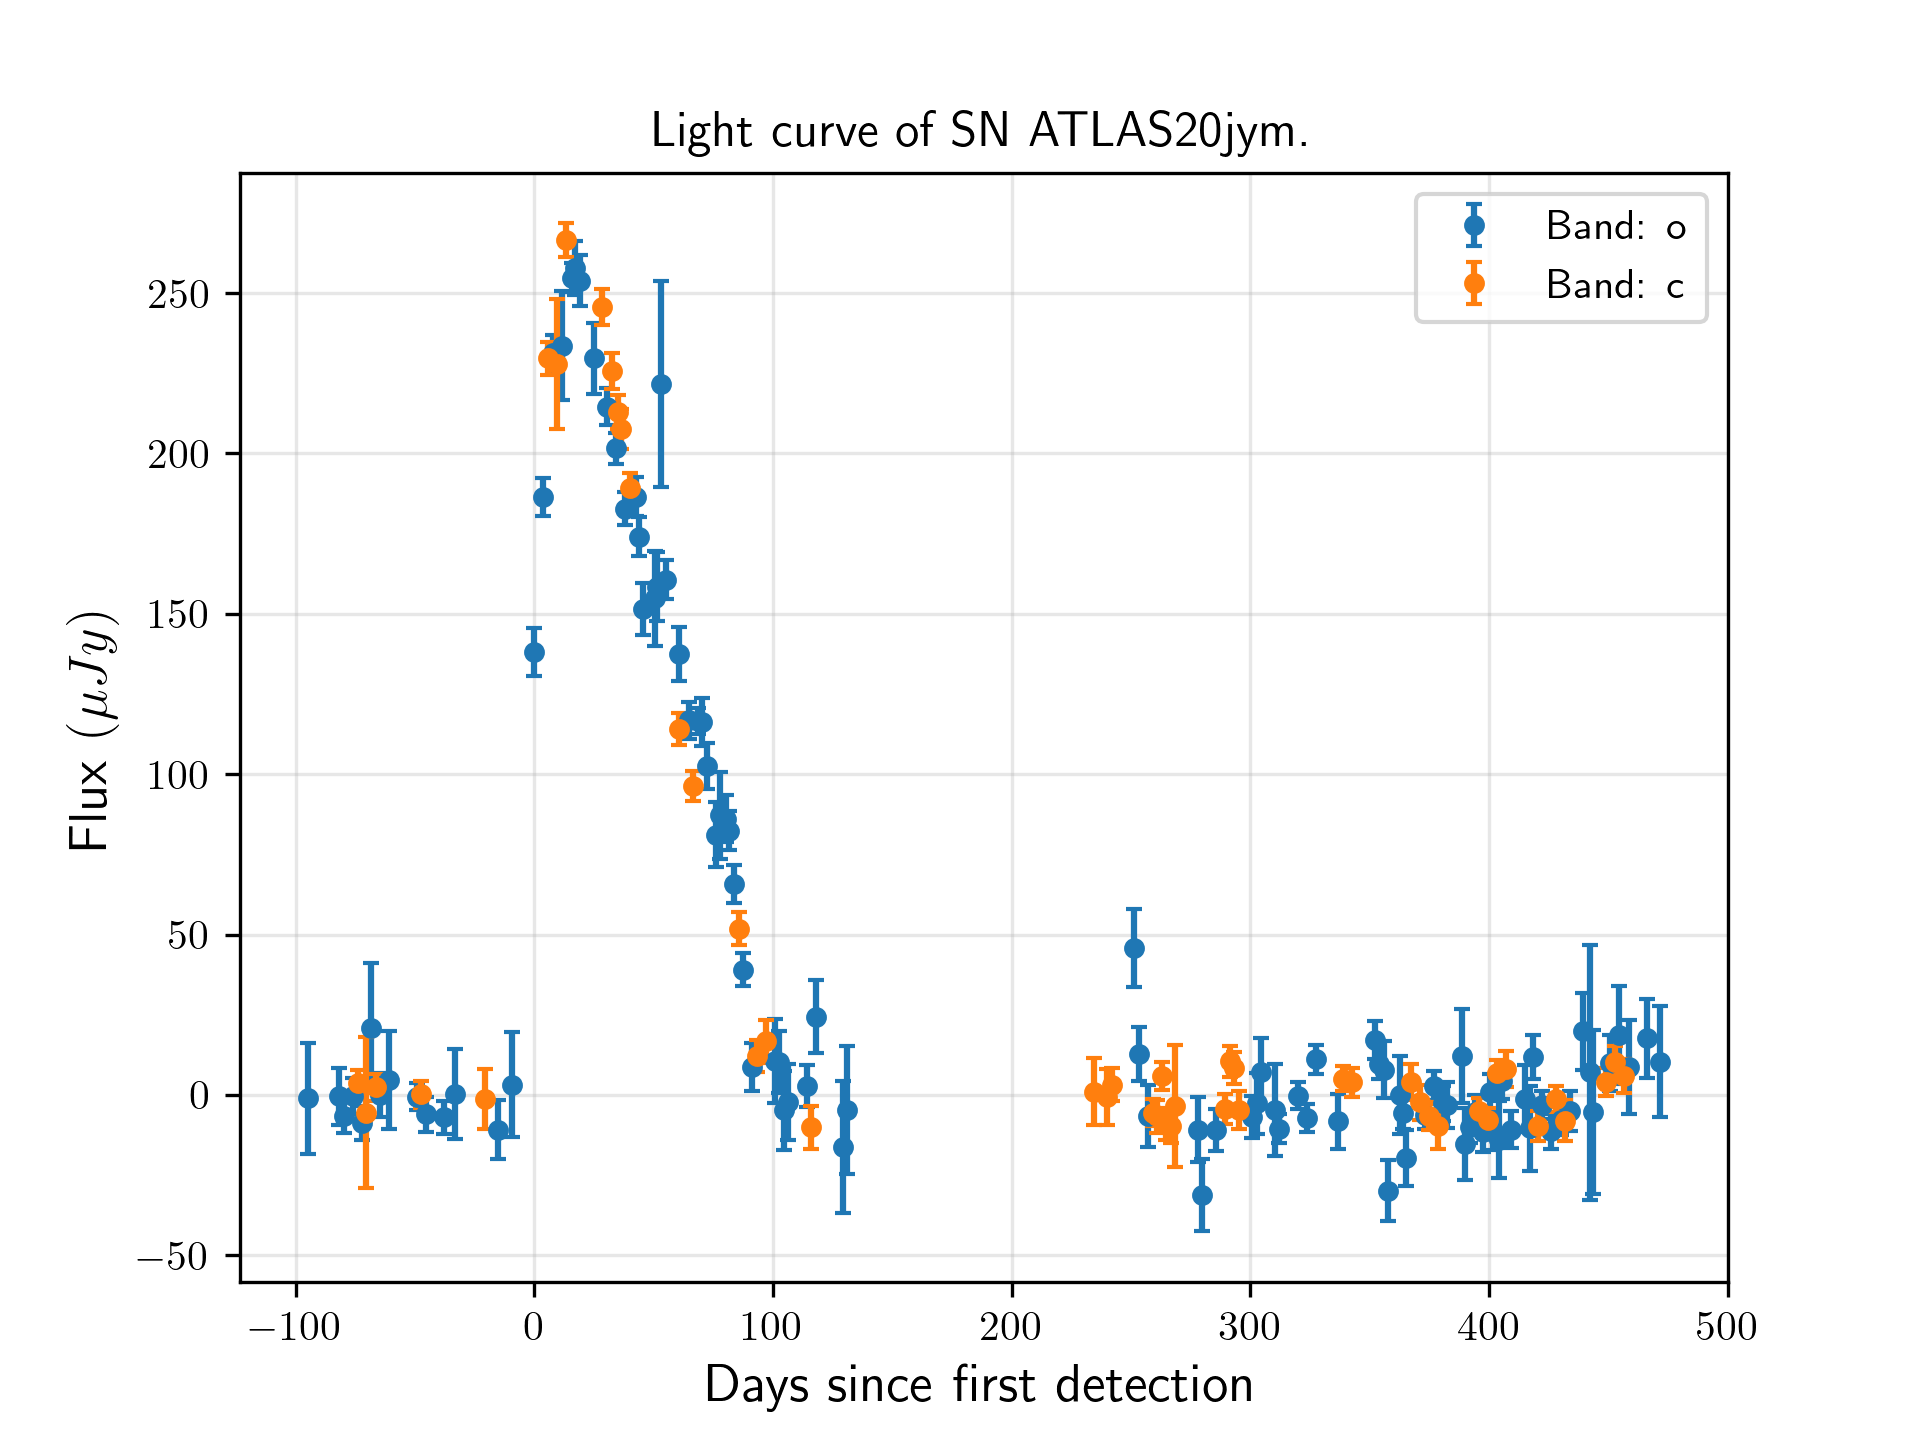 Light curve of SN ATLAS20jym.
Band: o
Band: c
Flux (μJy)
250
200
150
100
50
0
−50
−100 0 100 200 300 400 500
Days since first detection